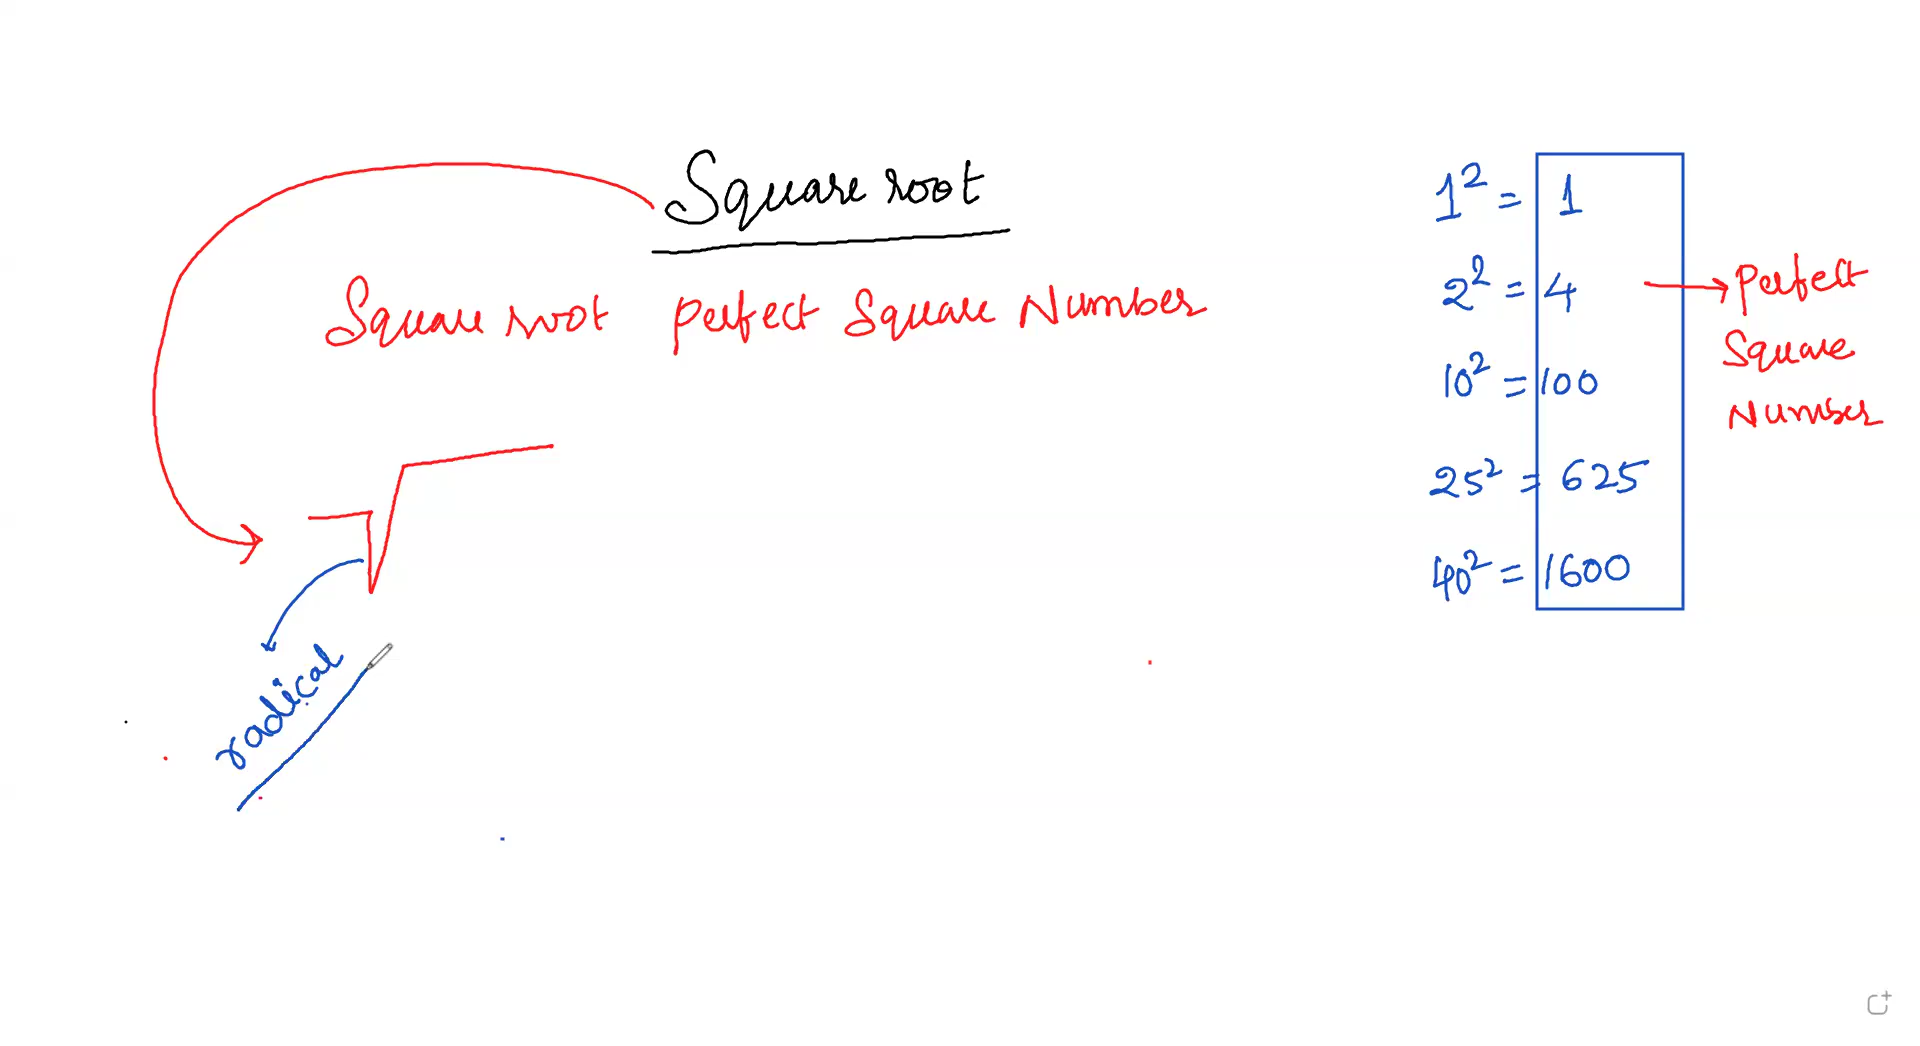 Square root
Square root Perfect Square Number
radical
1² = 1
2² = 4
10² = 100
25² = 625
40² = 1600
Perfect
Square
Number